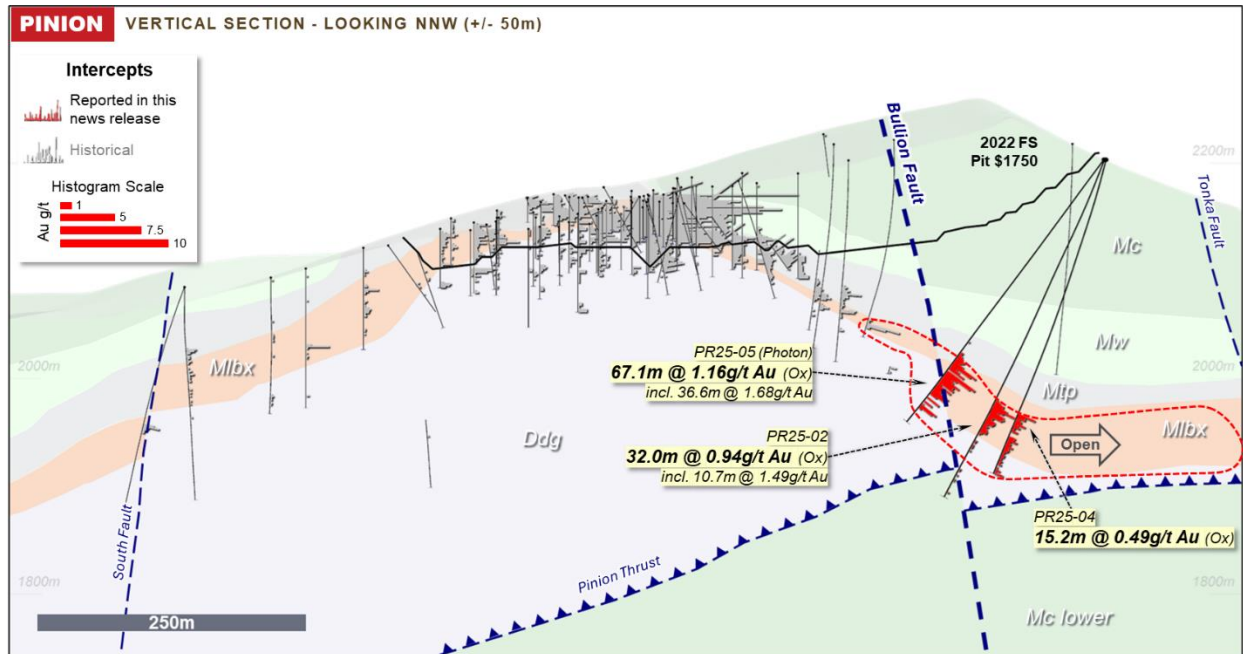 PINION
VERTICAL SECTION - LOOKING NNW (+/- 50m)
Intercepts
Reported in this
news release
Historical
Histogram Scale
Au g/t
1
5
7.5
10
Bullion Fault
2022 FS
Pit $1750
2200m
2200m
Tonka Fault
Mc
Mw
2000m
2000m
Mlbx
Mtp
PR25-05 (Photon)
67.1m @ 1.16g/t Au (Ox)
incl. 36.6m @ 1.68g/t Au
Ddg
PR25-02
32.0m @ 0.94g/t Au (Ox)
incl. 10.7m @ 1.49g/t Au
Open
Mlbx
PR25-04
15.2m @ 0.49g/t Au (Ox)
South Fault
Pinion Thrust
1800m
1800m
250m
Mc lower